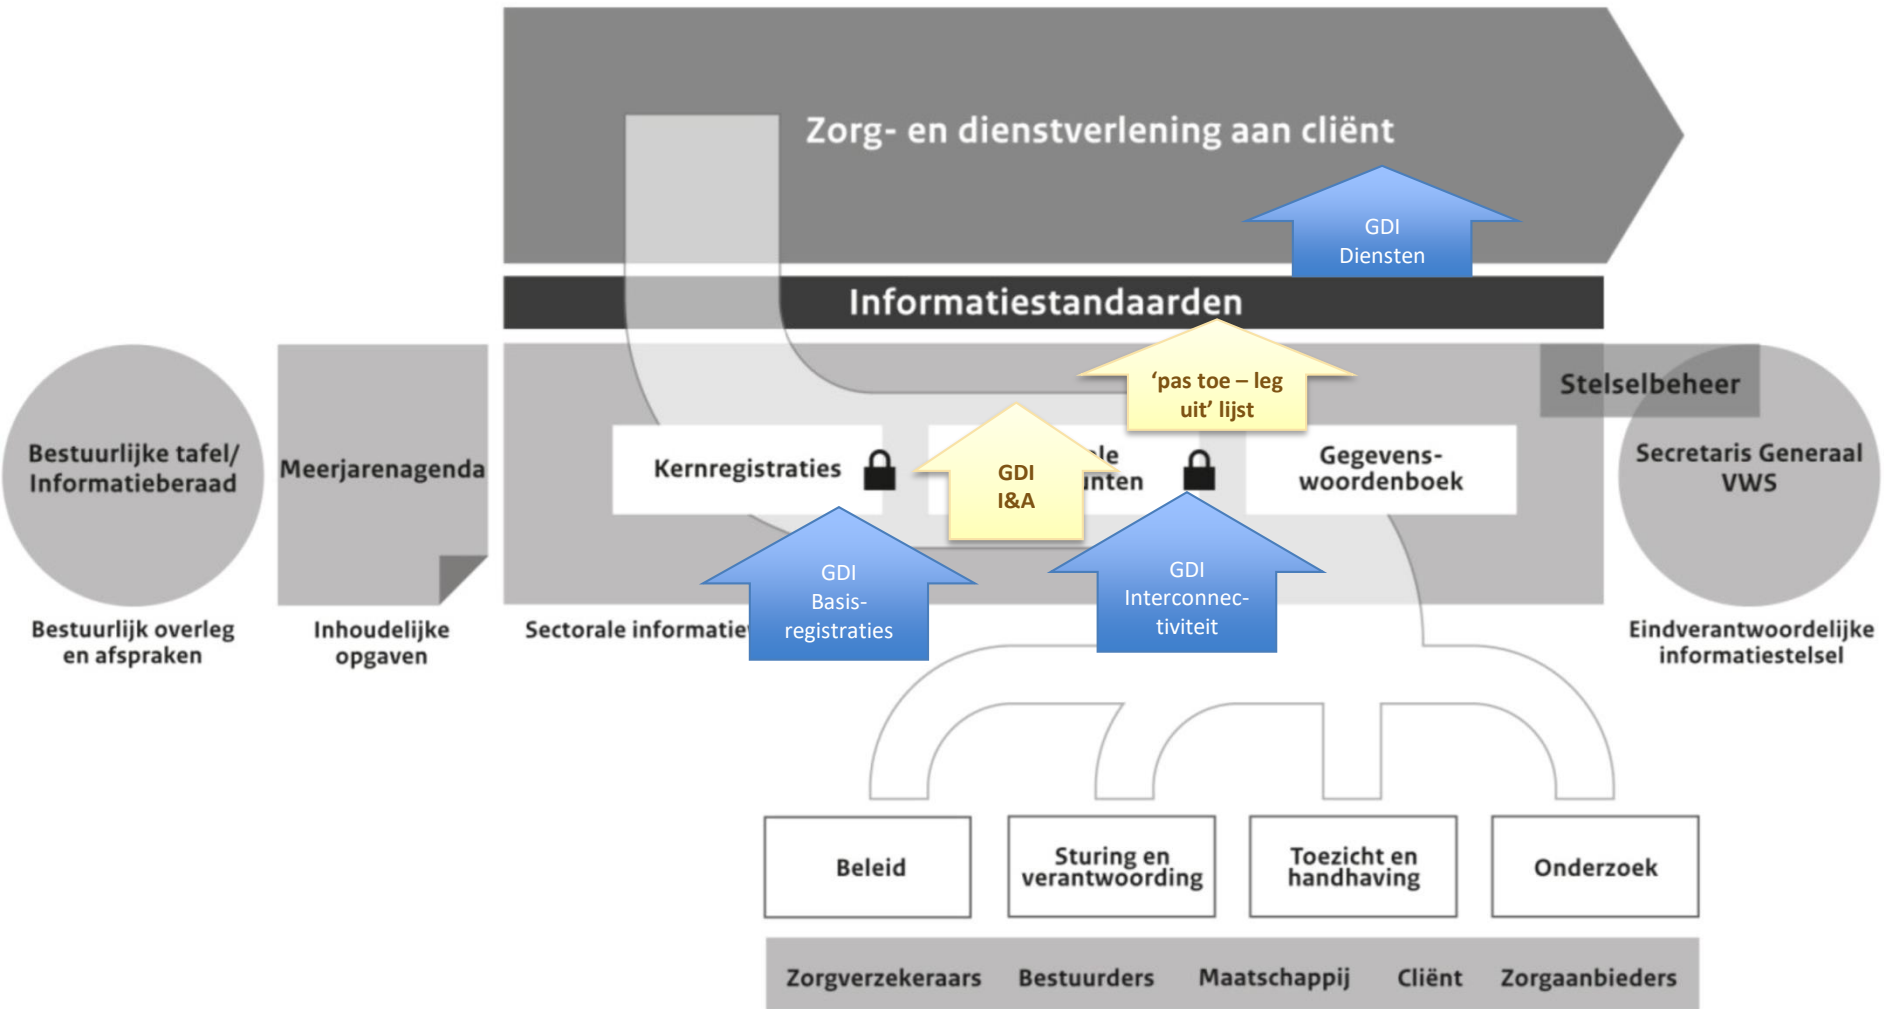 Zorg- en dienstverlening aan cliënt
GDI
Diensten
Informatiestandaarden
'pas toe – leg
uit' lijst
Stelselbeheer
Bestuurlijke tafel/
Informatieberaad
Meerjarenagenda
Kernregistraties
GDI
I&A
Gegevens-
woordenboek
Secretaris Generaal
VWS
GDI
Basis-
registraties
GDI
Interconnec-
tiviteit
Bestuurlijk overleg
en afspraken
Inhoudelijke
opgaven
Sectorale
Eindverantwoordelijke
informatiestelsel
Beleid
Sturing en
verantwoording
Toezicht en
handhaving
Onderzoek
Zorgverzekeraars Bestuurders Maatschappij Cliënt Zorgaanbieders